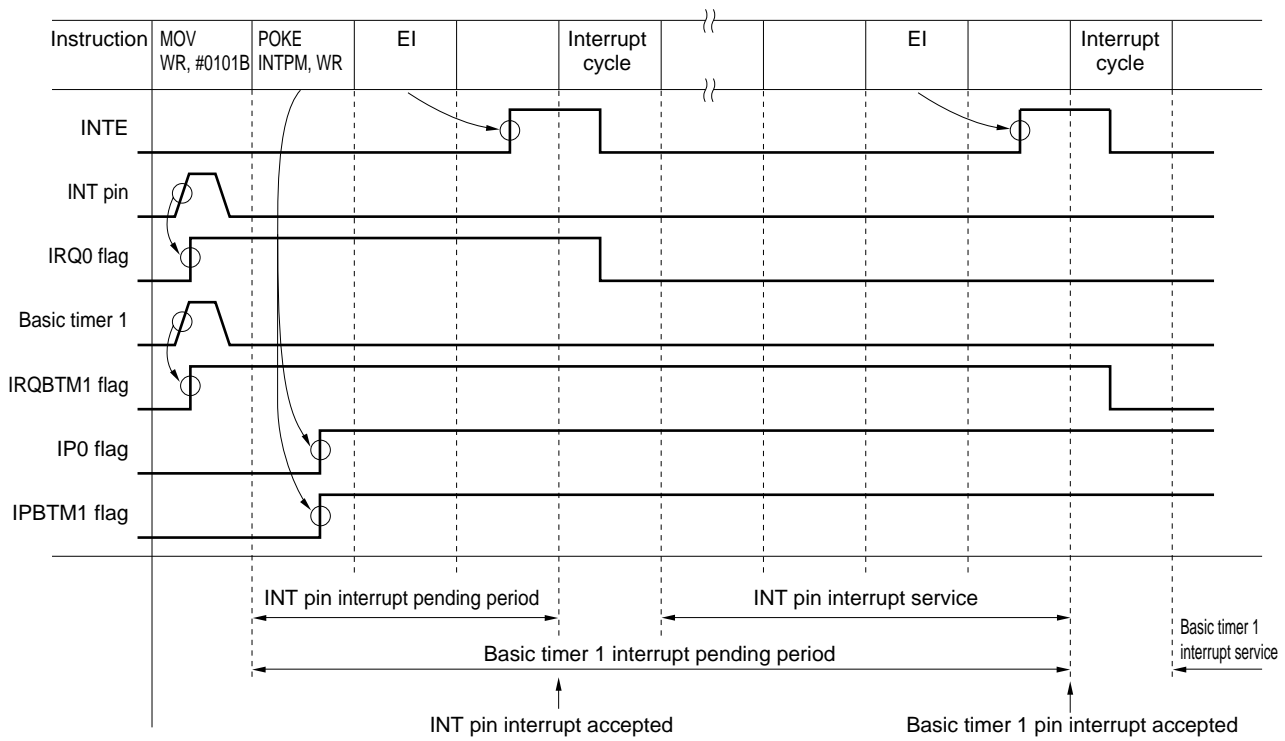 Instruction MOV POKE EI Interrupt EI Interrupt
WR, #0101B INTPM, WR cycle cycle
INTE
INT pin
IRQ0 flag
Basic timer 1
IRQBTM1 flag
IP0 flag
IPBTM1 flag
INT pin interrupt pending period INT pin interrupt service
Basic timer 1
interrupt service
Basic timer 1 interrupt pending period
INT pin interrupt accepted Basic timer 1 pin interrupt accepted